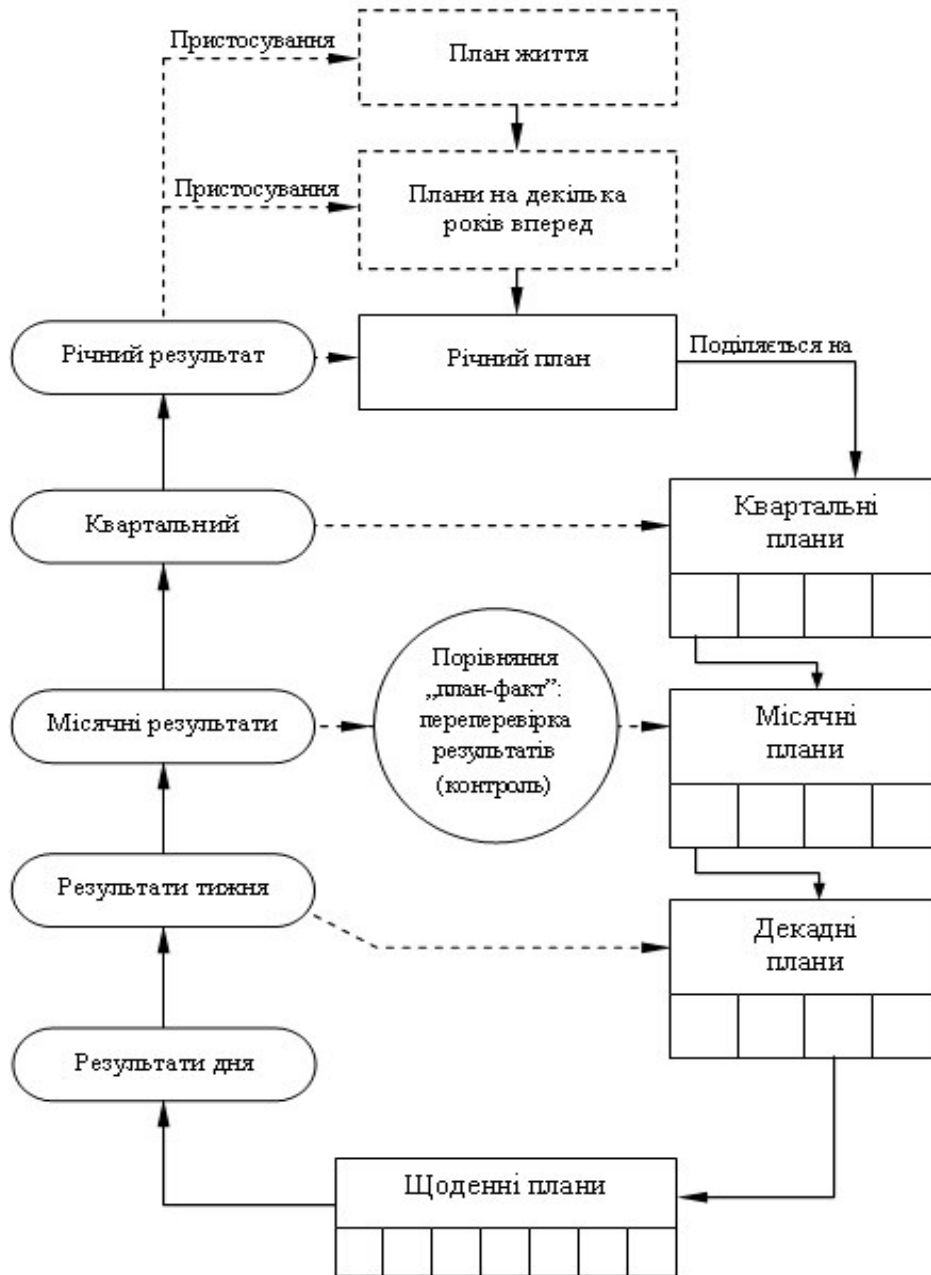 Пристосування
План життя
Пристосування
Плани на декілька
років вперед
Річний результат
Річний план
Поділяється на
Квартальний
Квартальні
плани
Порівняння
„план-факт”:
переперевірка
результатів
(контроль)
Місячні результати
Місячні
плани
Результати тижня
Декадні
плани
Результати дня
Щоденні плани